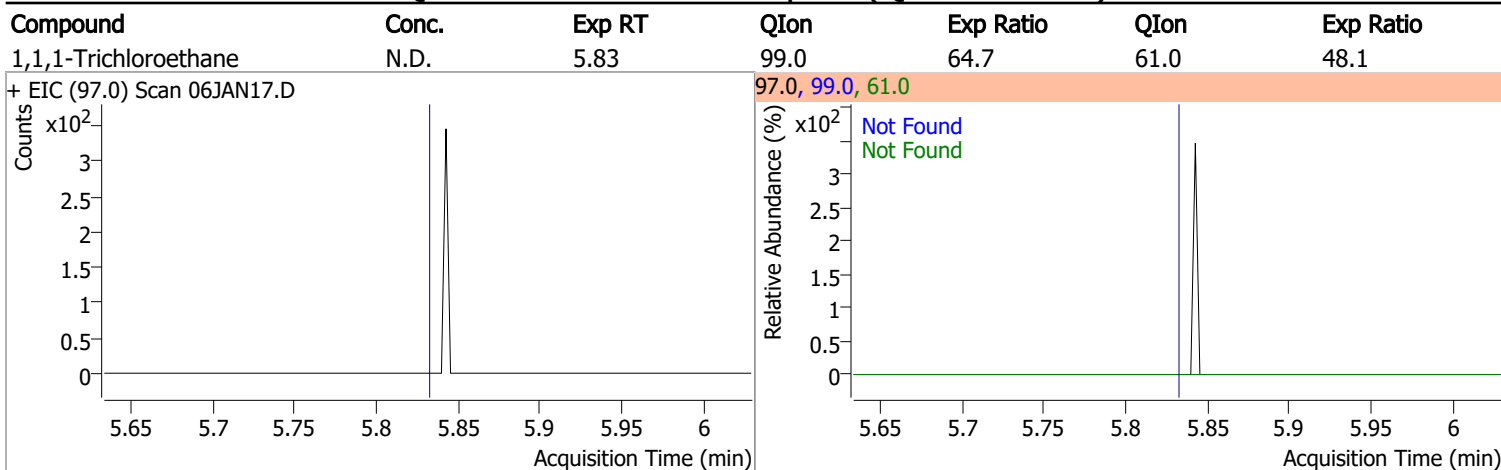 Compound Conc. Exp RT QIon Exp Ratio QIon Exp Ratio
1,1,1-Trichloroethane N.D. 5.83 99.0 64.7 61.0 48.1
+ EIC (97.0) Scan 06JAN17.D
Counts
x10²
3
2.5
2
1.5
1
0.5
0
5.65 5.7 5.75 5.8 5.85 5.9 5.95 6
Acquisition Time (min)
97.0, 99.0, 61.0
Relative Abundance (%)
x10²
Not Found
Not Found
3
2.5
2
1.5
1
0.5
0
5.65 5.7 5.75 5.8 5.85 5.9 5.95 6
Acquisition Time (min)